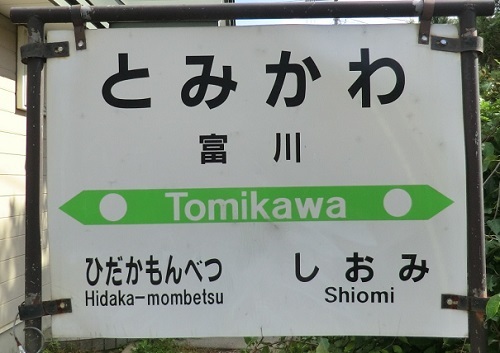 とみかわ
富川
Tomikawa
ひだかもんべつ しおみ
Hidaka-mombetsu Shiomi